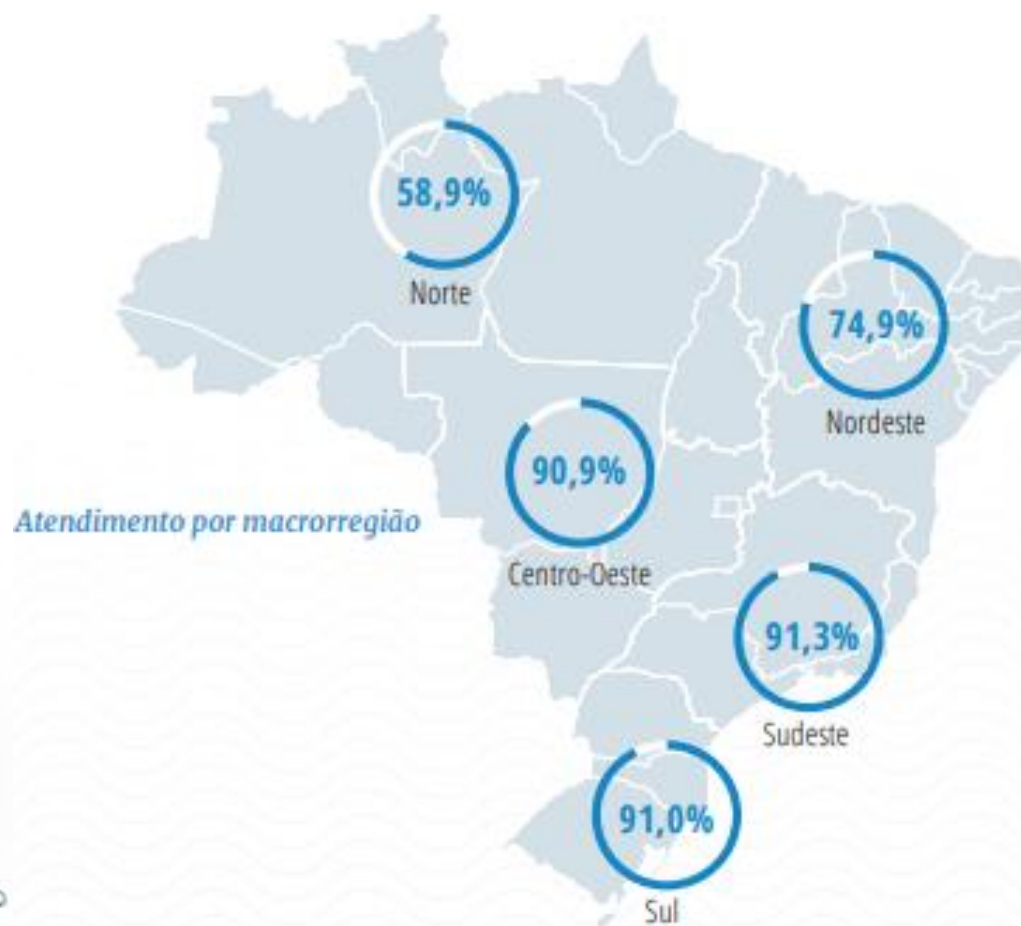 58,9%
Norte
74,9%
Nordeste
90,9%
Centro-Oeste
Atendimento por macrorregião
91,3%
Sudeste
91,0%
Sul